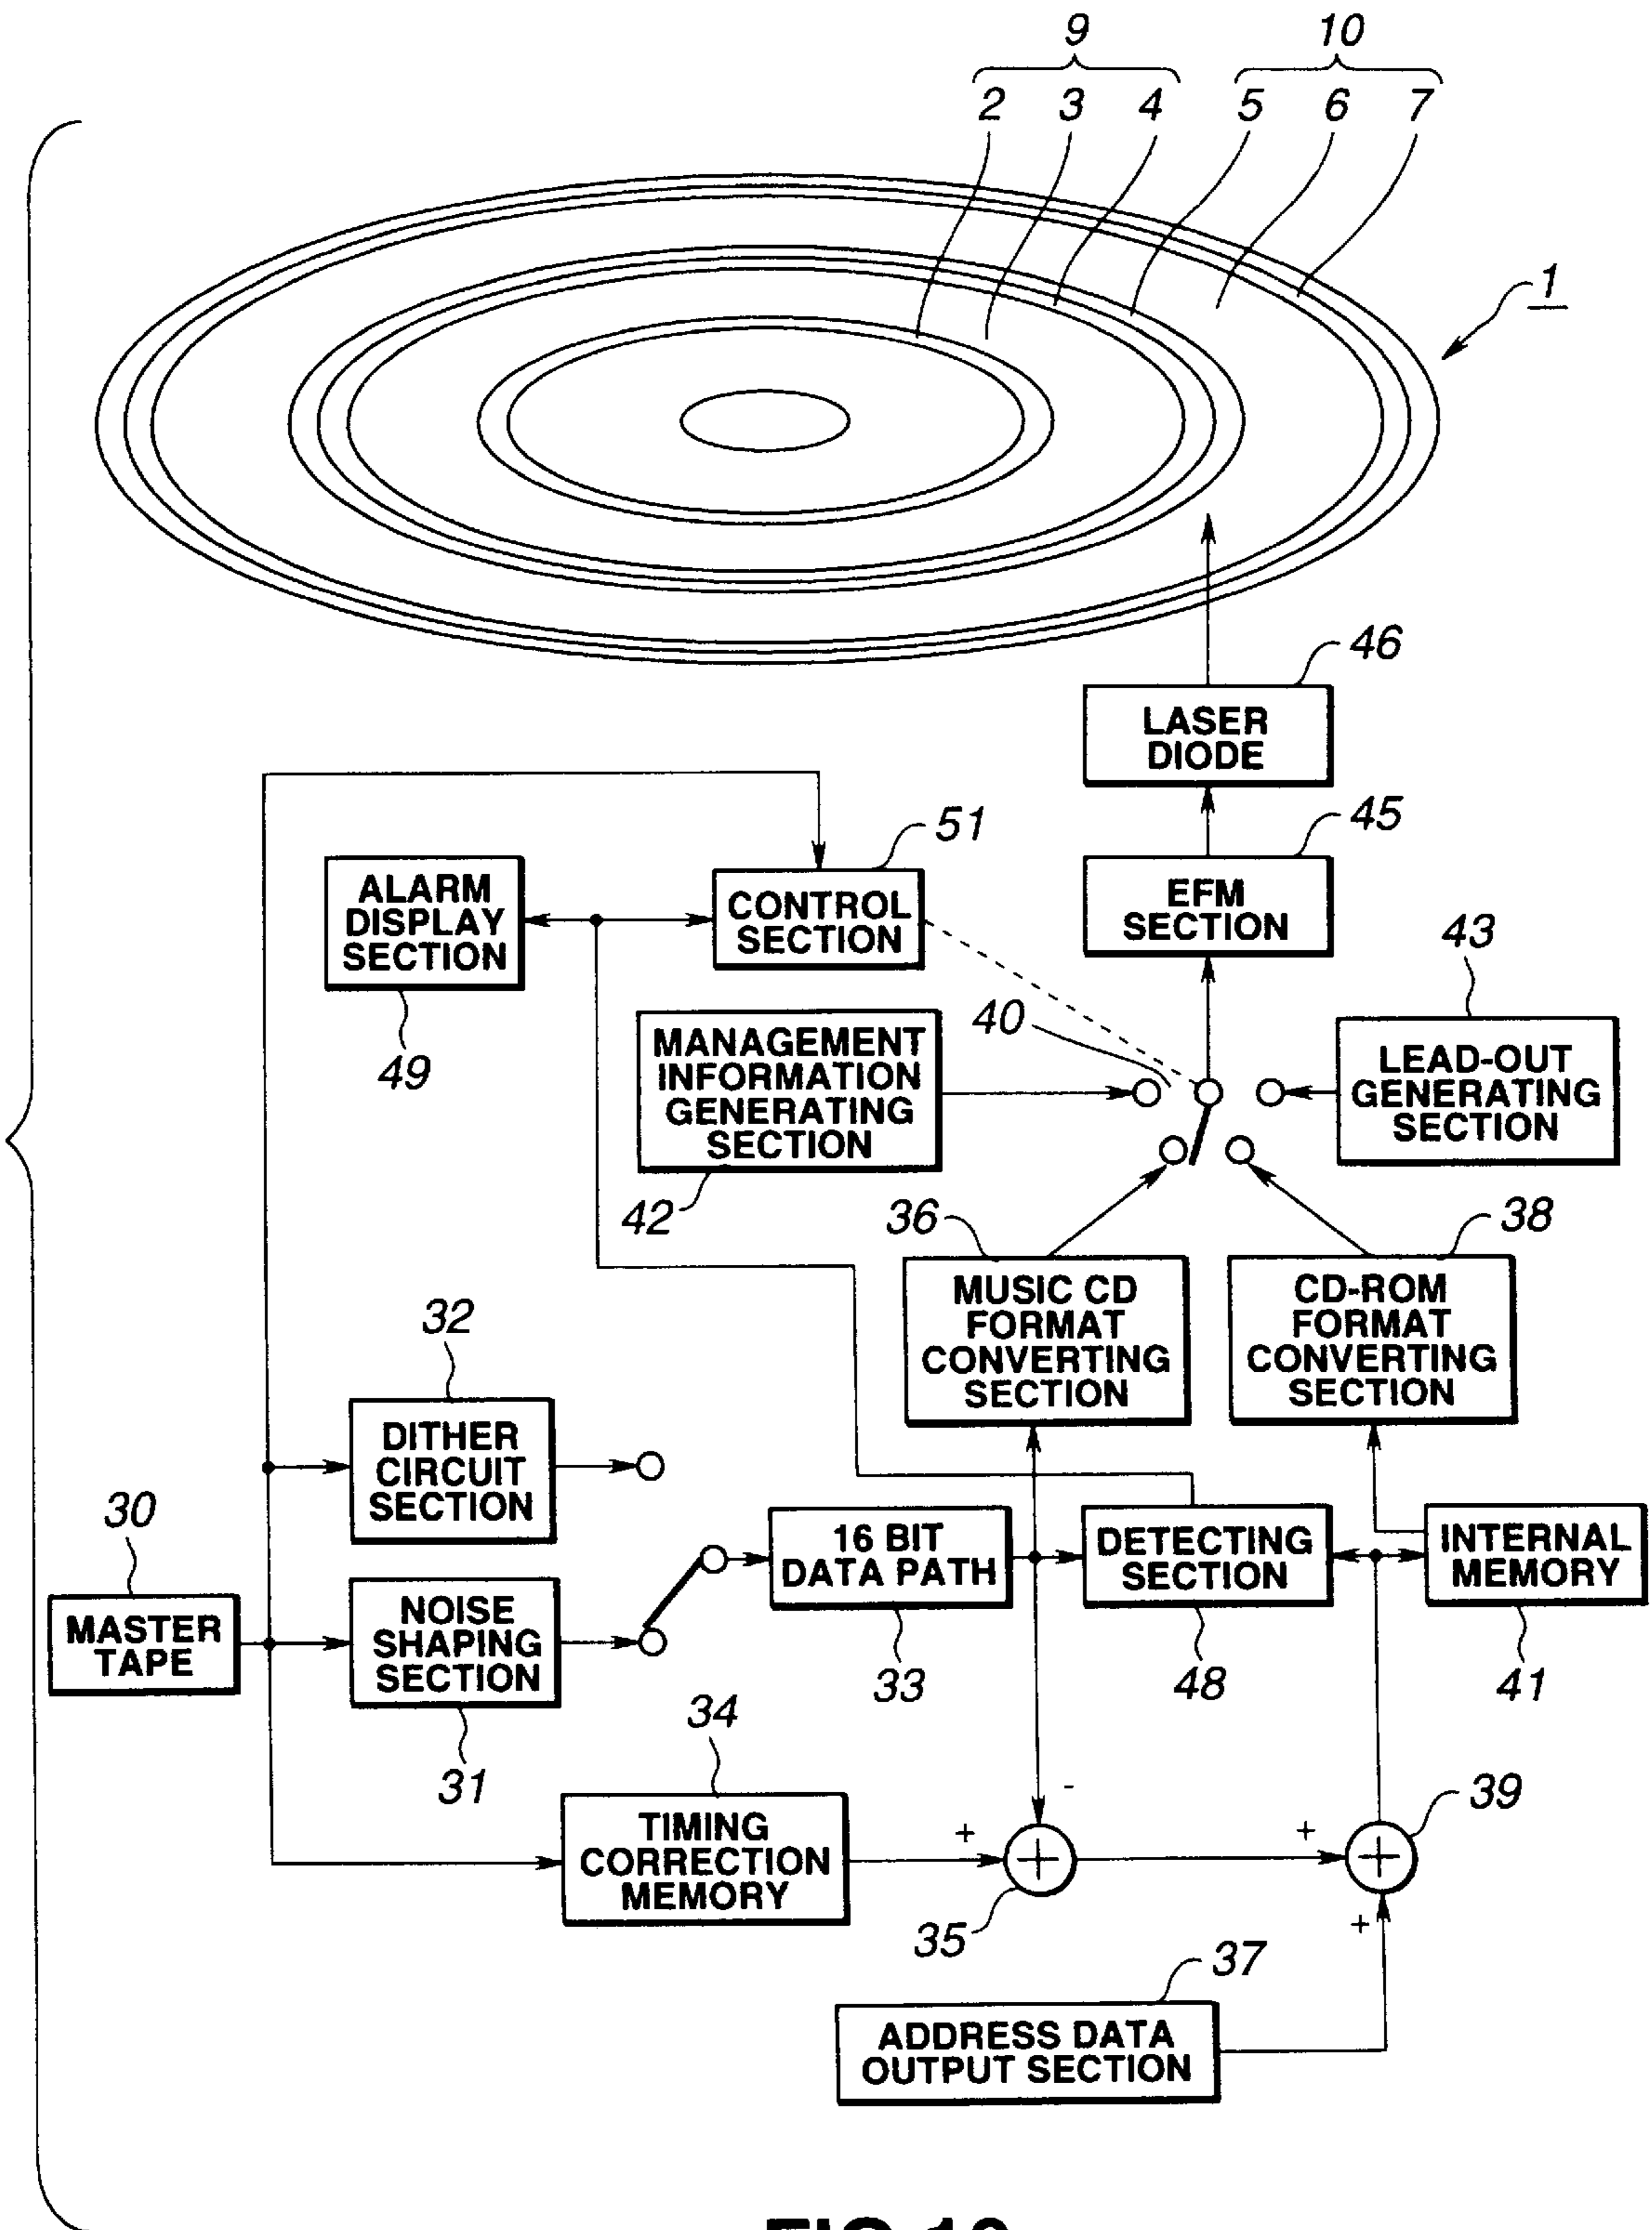 9 10
2 3 4 5 6 7
1
46
LASER
DIODE
45
EFM
SECTION
51
CONTROL
SECTION
ALARM
DISPLAY
SECTION
49
43
LEAD-OUT
GENERATING
SECTION
40
MANAGEMENT
INFORMATION
GENERATING
SECTION
42
36
MUSIC CD
FORMAT
CONVERTING
SECTION
38
CD-ROM
FORMAT
CONVERTING
SECTION
32
DITHER
CIRCUIT
SECTION
30
MASTER
TAPE
NOISE
SHAPING
SECTION
31
16 BIT
DATA PATH
33
DETECTING
SECTION
48
INTERNAL
MEMORY
41
34
TIMING
CORRECTION
MEMORY
+
-
+
35
+
+
39
+
37
ADDRESS DATA
OUTPUT SECTION